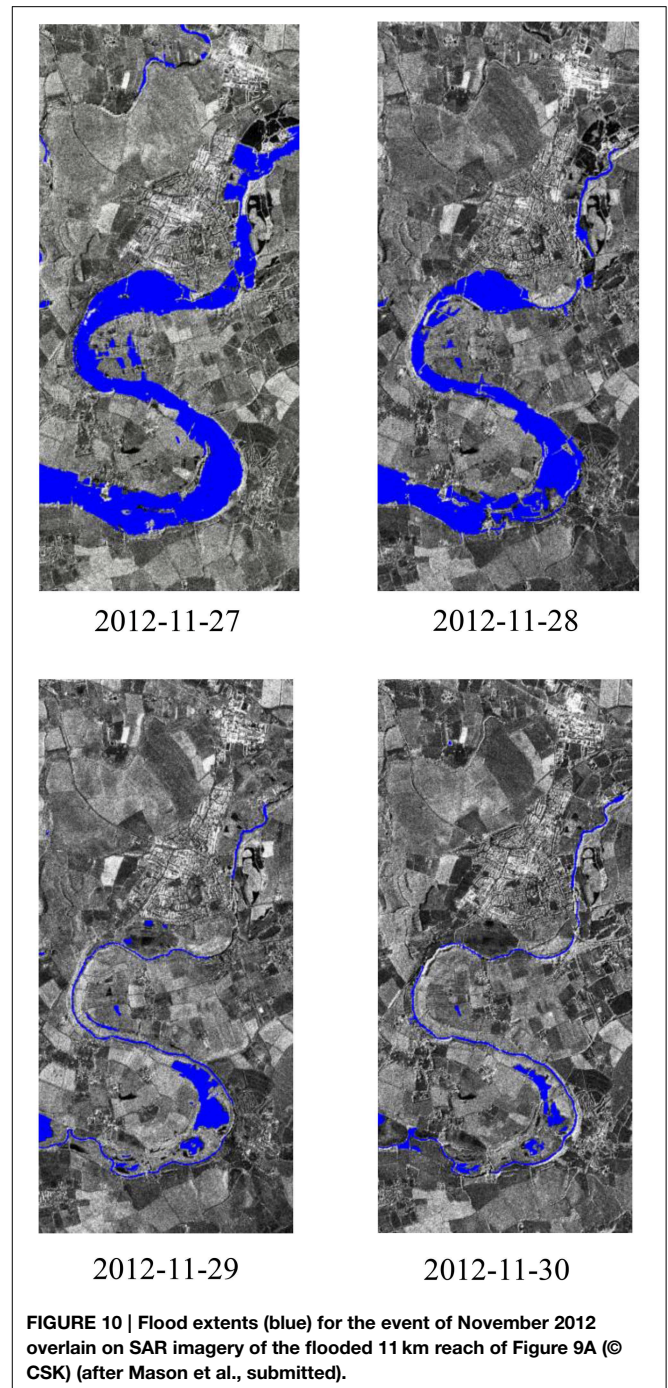 2012-11-27
2012-11-28
2012-11-29
2012-11-30
FIGURE 10 | Flood extents (blue) for the event of November 2012
overlain on SAR imagery of the flooded 11 km reach of Figure 9A (©
CSK) (after Mason et al., submitted).